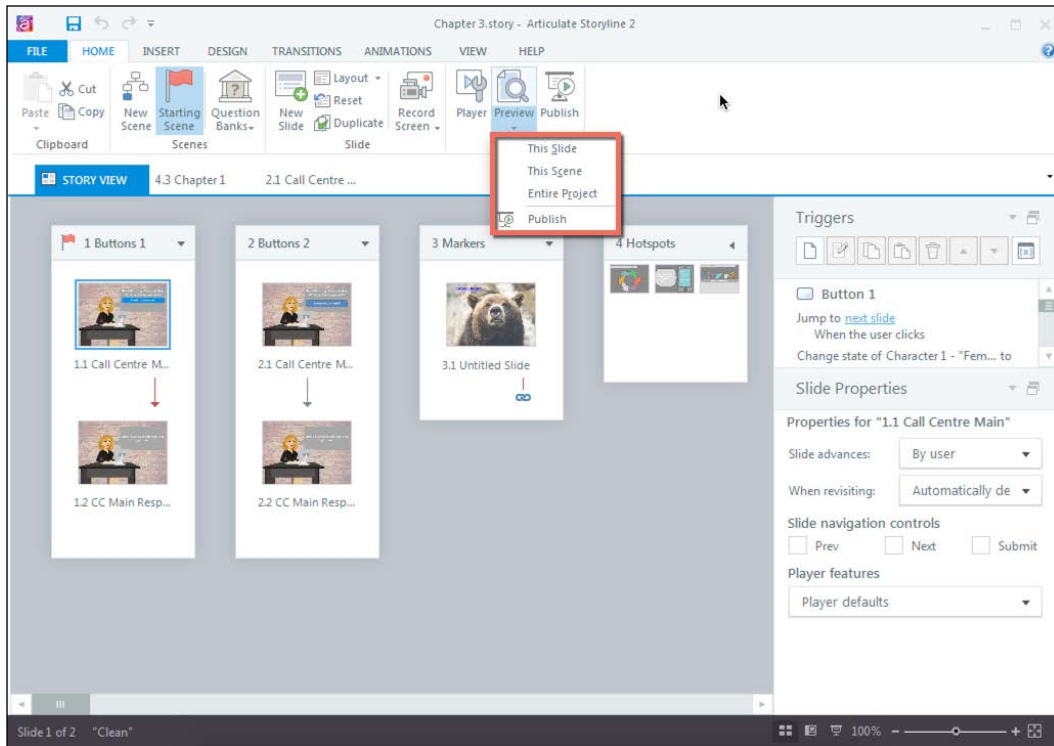 Chapter 3.story - Articulate Storyline 2
FILE HOME INSERT DESIGN TRANSITIONS ANIMATIONS VIEW HELP
Paste
Cut
Copy
Clipboard
New Scene
Starting Scene
Question Banks
Scenes
New Slide
Layout
Reset
Duplicate
Record Screen
Slide
Player
Preview
Publish
This Slide
This Scene
Entire Project
Publish
STORY VIEW 4.3 Chapter 1 2.1 Call Centre ...
1 Buttons 1
1.1 Call Centre M...
1.2 CC Main Resp...
2 Buttons 2
2.1 Call Centre M...
2.2 CC Main Resp...
3 Markers
3.1 Untitled Slide
4 Hotspots
Triggers
Button 1
Jump to next slide
When the user clicks
Change state of Character 1 - "Fem... to
Slide Properties
Properties for "1.1 Call Centre Main"
Slide advances: By user
When revisiting: Automatically de
Slide navigation controls
Prev Next Submit
Player features
Player defaults
Slide 1 of 2 "Clean" 100%